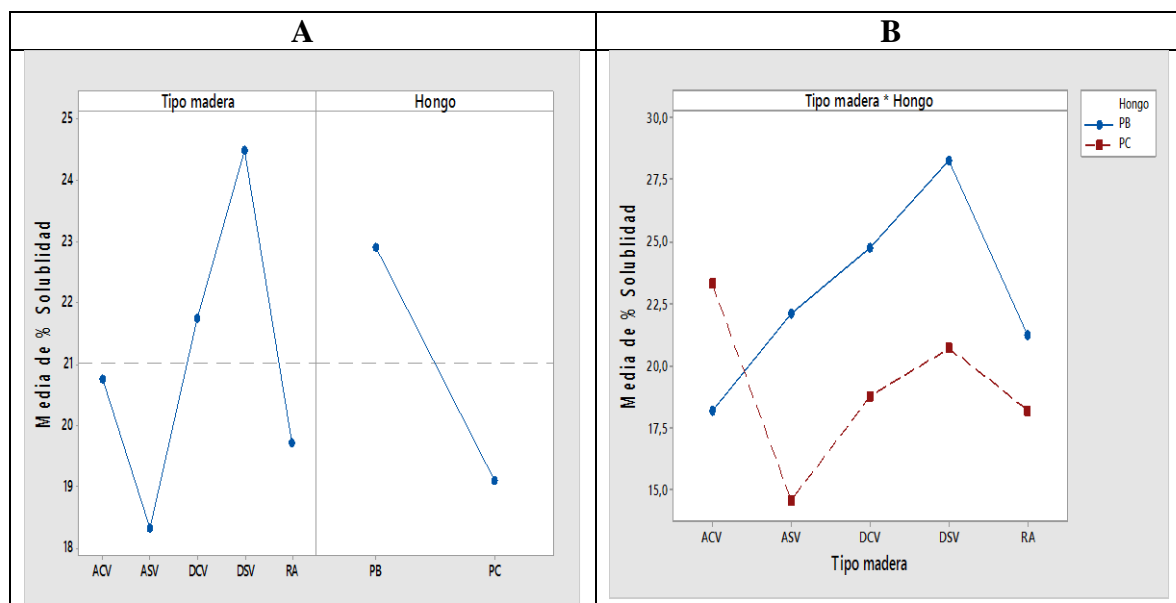 A
B
Tipo madera
Hongo
25
24
23
22
21
20
19
18
Media de % Solublidad
ACV
ASV
DCV
DSV
RA
PB
PC
Tipo madera * Hongo
30,0
27,5
25,0
22,5
20,0
17,5
15,0
Media de % Solublidad
ACV
ASV
DCV
DSV
RA
Tipo madera
Hongo
PB
PC